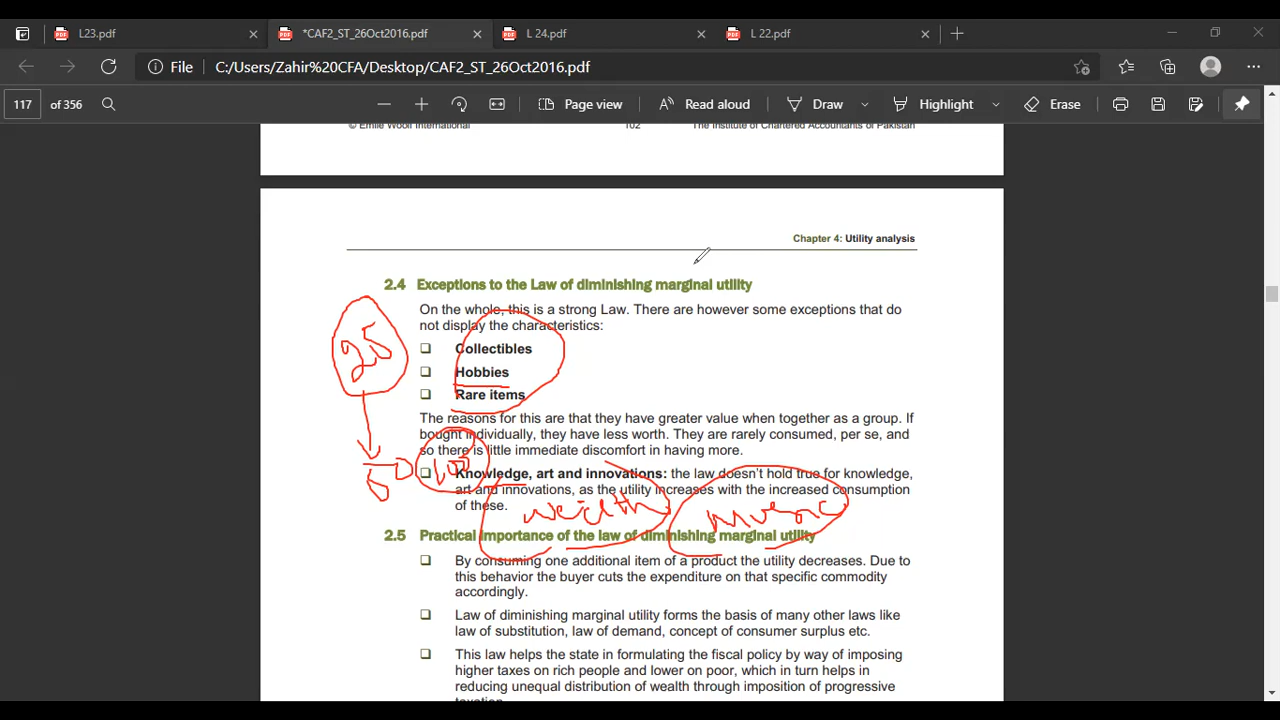 L23.pdf
*CAF2_ST_26Oct2016.pdf
L 24.pdf
L 22.pdf
File
C:/Users/Zahir%20CFA/Desktop/CAF2_ST_26Oct2016.pdf
117 of 356
Page view
Read aloud
Draw
Highlight
Erase
© Emile Woolf International 102 The Institute of Chartered Accountants of Pakistan
Chapter 4: Utility analysis
2.4 Exceptions to the Law of diminishing marginal utility
On the whole, this is a strong Law. There are however some exceptions that do
not display the characteristics:
25
Collectibles
Hobbies
Rare items
The reasons for this are that they have greater value when together as a group. If
bought individually, they have less worth. They are rarely consumed, per se, and
so there is little immediate discomfort in having more.
50
100
Knowledge, art and innovations: the law doesn't hold true for knowledge,
art and innovations, as the utility increases with the increased consumption
of these.
wealth
2.5 Practical importance of the law of diminishing marginal utility
By consuming one additional item of a product the utility decreases. Due to
this behavior the buyer cuts the expenditure on that specific commodity
accordingly.
Law of diminishing marginal utility forms the basis of many other laws like
law of substitution, law of demand, concept of consumer surplus etc.
This law helps the state in formulating the fiscal policy by way of imposing
higher taxes on rich people and lower on poor, which in turn helps in
reducing unequal distribution of wealth through imposition of progressive
taxation.